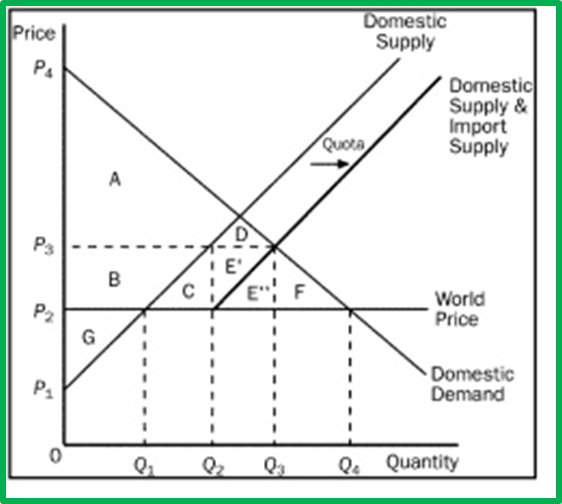 Domestic
Supply
Price
P4
Domestic
Supply &
Import
Supply
Quota
A
D
P3
E'
B
C
E''
F
P2
World
Price
G
P1
Domestic
Demand
0
Q1
Q2
Q3
Q4
Quantity